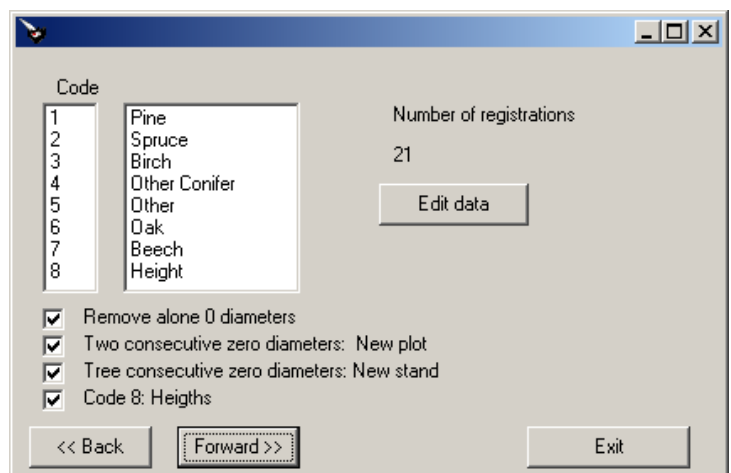 Code
1
2
3
4
5
6
7
8
Pine
Spruce
Birch
Other Conifer
Other
Oak
Beech
Height
Number of registrations
21
Edit data
Remove alone 0 diameters
Two consecutive zero diameters: New plot
Tree consecutive zero diameters: New stand
Code 8: Heigths
<< Back
Forward >>
Exit